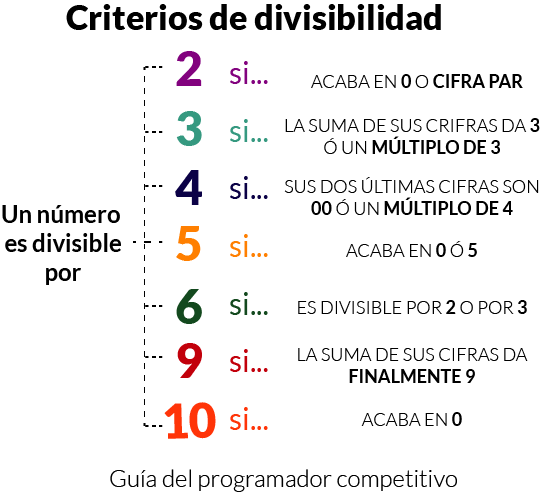 Criterios de divisibilidad
Un número
es divisible
por
2 si... ACABA EN 0 O CIFRA PAR
3 si... LA SUMA DE SUS CRIFRAS DA 3
Ó UN MÚLTIPLO DE 3
4 si... SUS DOS ÚLTIMAS CIFRAS SON
00 Ó UN MÚLTIPLO DE 4
5 si... ACABA EN 0 Ó 5
6 si... ES DIVISIBLE POR 2 O POR 3
9 si... LA SUMA DE SUS CIFRAS DA
FINALMENTE 9
10 si... ACABA EN 0
Guía del programador competitivo